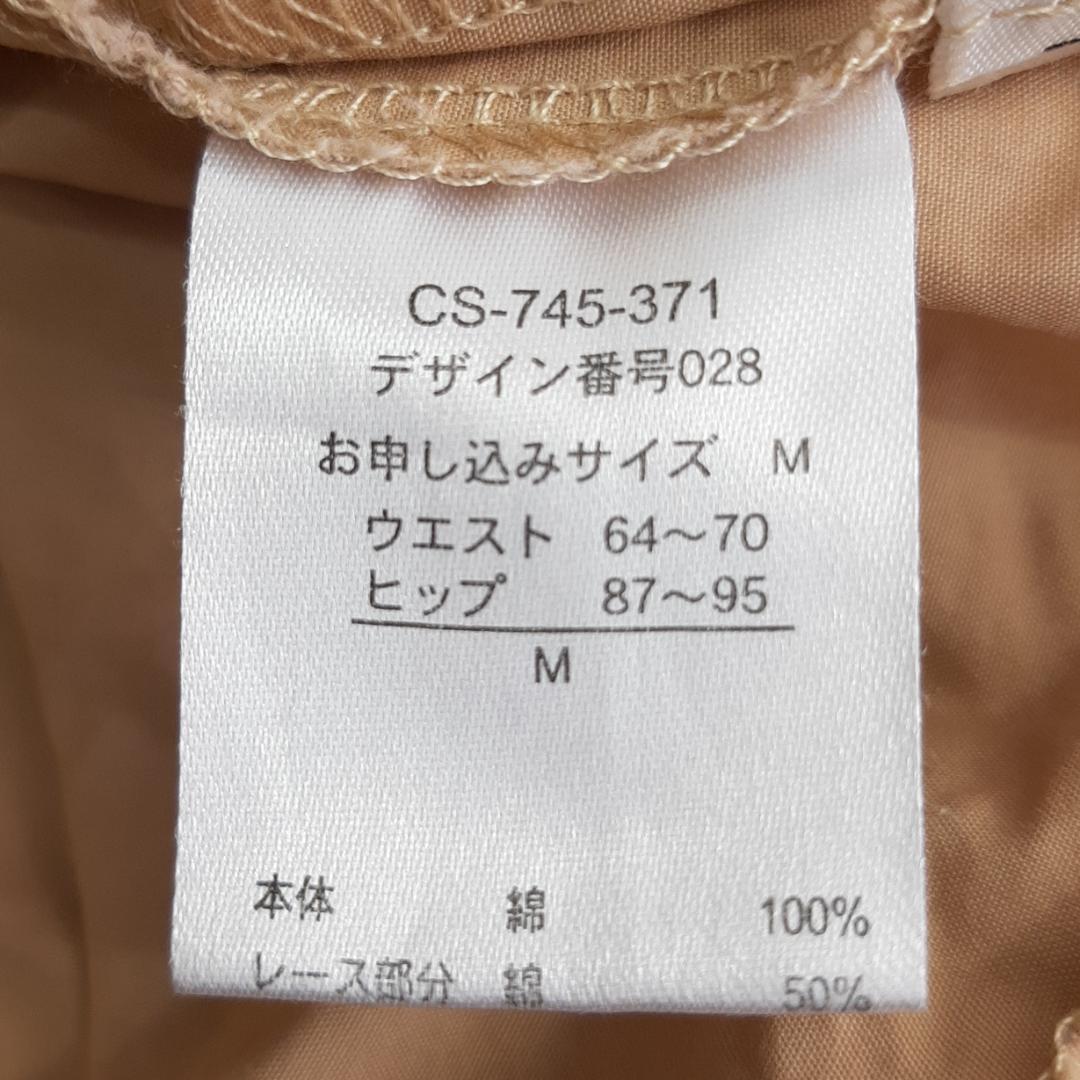 CS-745-371
デザイン番号028
お申し込みサイズ M
ウエスト 64～70
ヒップ 87～95
M
本体 綿 100%
レース部分 綿 50%